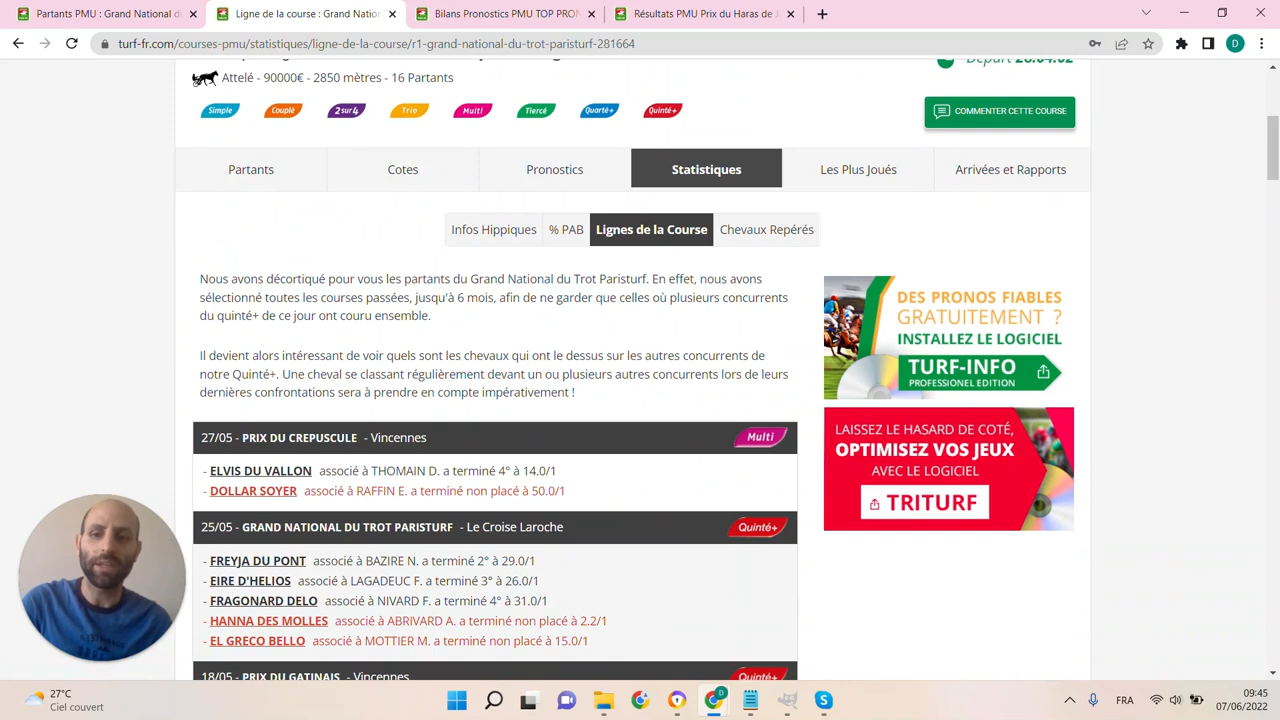 Partants PMU : Grand National d
Ligne de la course : Grand Nation
Bilans Pronostics PMU TOP PRON
Résultats PMU Prix du Haras de J
turf-fr.com/courses-pmu/statistiques/ligne-de-la-course/r1-grand-national-du-trot-paristurf-281664
D
Attelé - 90000€ - 2850 mètres - 16 Partants
Simple Couplé 2sur4 Trio Multi Tiercé Quarté+ Quinté+
COMMENTER CETTE COURSE
Partants Cotes Pronostics Statistiques Les Plus Joués Arrivées et Rapports
Infos Hippiques % PAB Lignes de la Course Chevaux Repérés
Nous avons décortiqué pour vous les partants du Grand National du Trot Paristurf. En effet, nous avons
sélectionné toutes les courses passées, jusqu'à 6 mois, afin de ne garder que celles où plusieurs concurrents
du quinté+ de ce jour ont couru ensemble.
Il devient alors intéressant de voir quels sont les chevaux qui ont le dessus sur les autres concurrents de
notre Quinté+. Une cheval se classant régulièrement devant un ou plusieurs autres concurrents lors de leurs
dernières confrontations sera à prendre en compte impérativement !
DES PRONOS FIABLES
GRATUITEMENT ?
INSTALLEZ LE LOGICIEL
TURF-INFO
PROFESIONNEL EDITION
LAISSEZ LE HASARD DE COTÉ,
OPTIMISEZ VOS JEUX
AVEC LE LOGICIEL
TRITURF
27/05 - PRIX DU CREPUSCULE - Vincennes Multi
- ELVIS DU VALLON associé à THOMAIN D. a terminé 4° à 14.0/1
- DOLLAR SOYER associé à RAFFIN E. a terminé non placé à 50.0/1
25/05 - GRAND NATIONAL DU TROT PARISTURF - Le Croise Laroche Quinté+
- FREYJA DU PONT associé à BAZIRE N. a terminé 2° à 29.0/1
- EIRE D'HELIOS associé à LAGADEUC F. a terminé 3° à 26.0/1
- FRAGONARD DELO associé à NIVARD F. a terminé 4° à 31.0/1
- HANNA DES MOLLES associé à ABRIVARD A. a terminé non placé à 2.2/1
- EL GRECO BELLO associé à MOTTIER M. a terminé non placé à 15.0/1
18/05 - PRIX DU GATINAIS - Vincennes Quinté+
27°C
Ciel couvert
D
FRA
09:45
07/06/2022